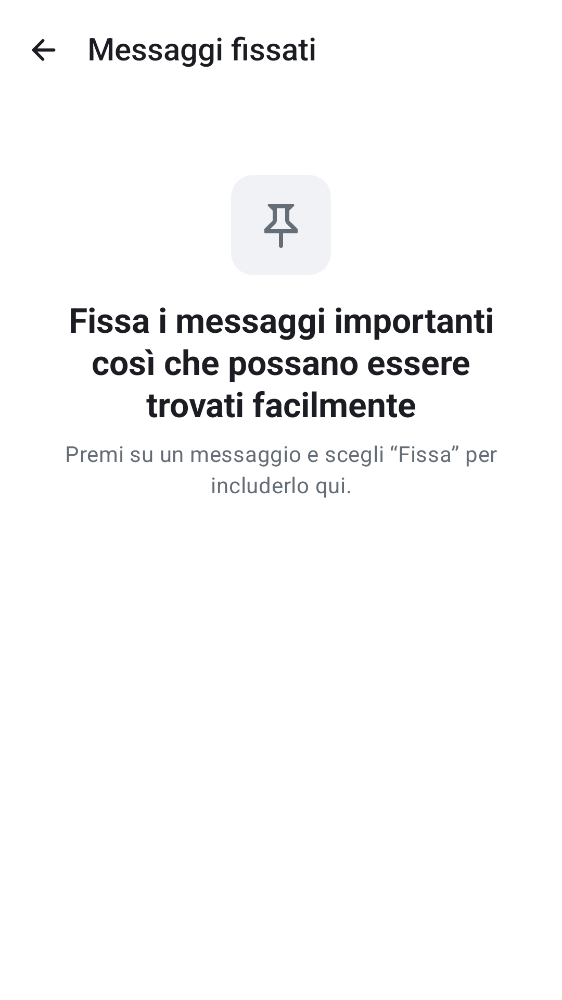 Messaggi fissati
Fissa i messaggi importanti
così che possano essere
trovati facilmente
Premi su un messaggio e scegli “Fissa” per
includerlo qui.